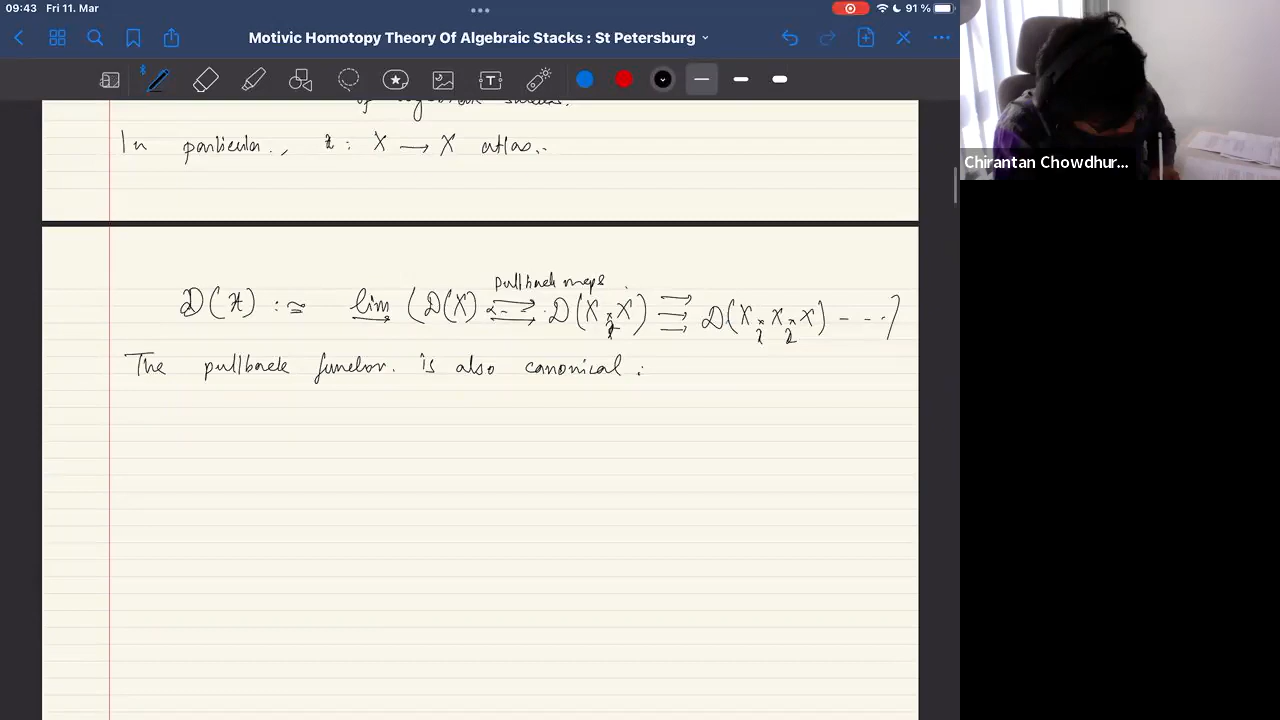 09:43 Fri 11. Mar
91 %
Motivic Homotopy Theory Of Algebraic Stacks : St Petersburg
Chirantan Chowdhur...
In particular., x : X → X atlas..
pullback maps
D(X) :≃ lim (D(X) ⇉ D(X ×_X X) ⇶ D(X ×_X X ×_X X) - - ..)
The pullback functor. is also canonical :